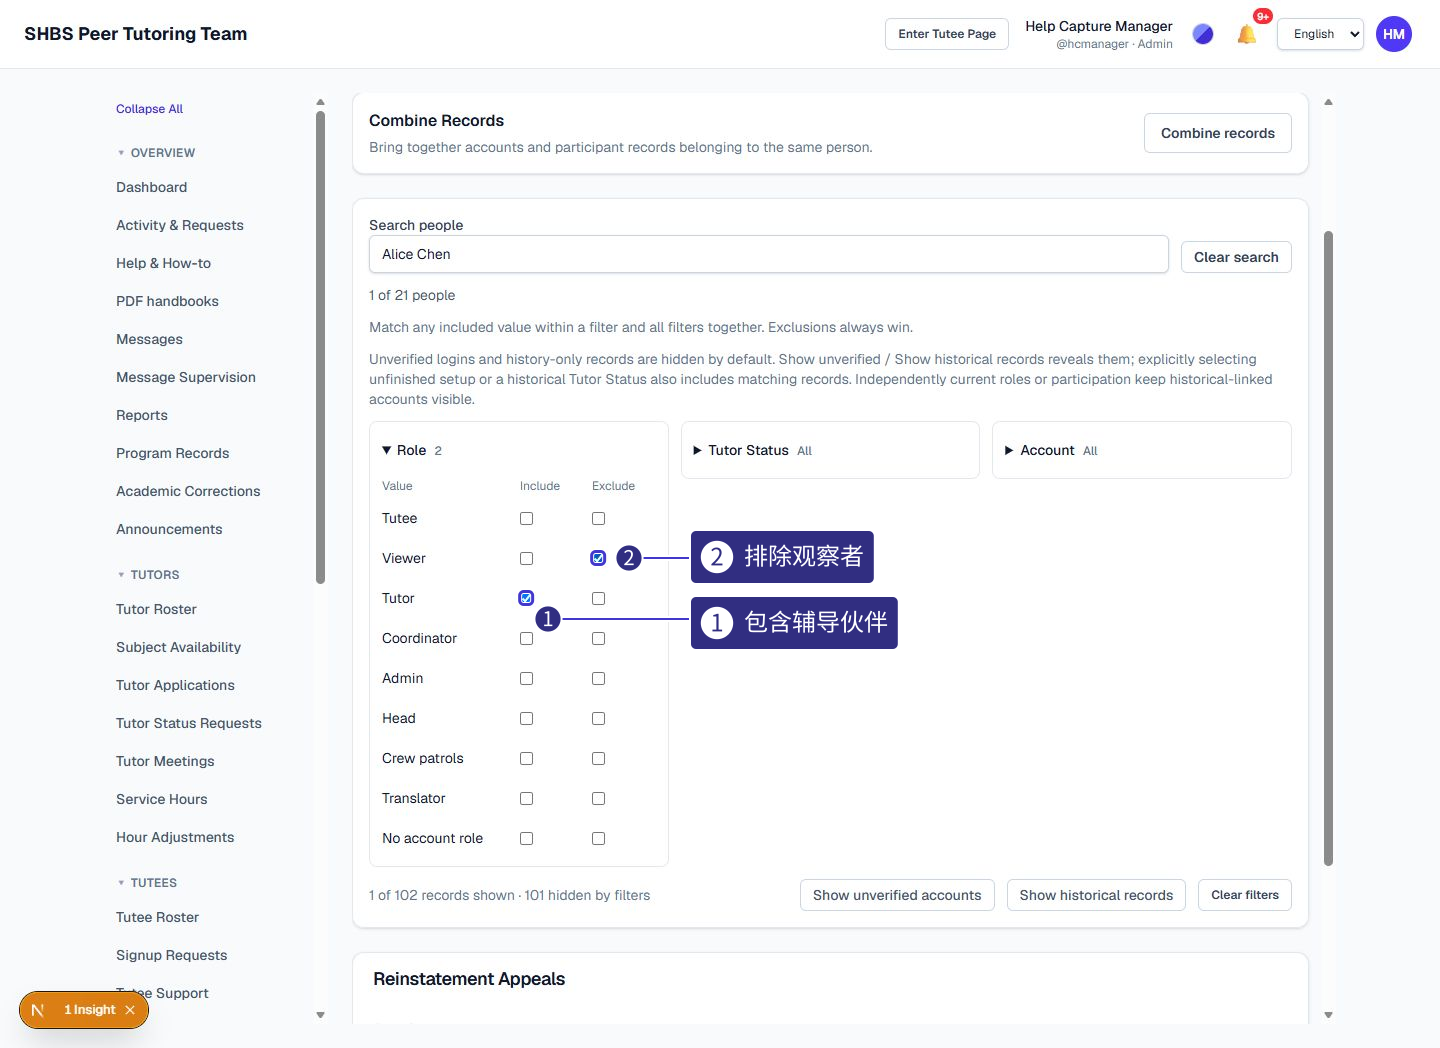 SHBS Peer Tutoring Team
Enter Tutee Page
Help Capture Manager
@hcmanager · Admin
9+
English
HM
Collapse All
OVERVIEW
Dashboard
Activity & Requests
Help & How-to
PDF handbooks
Messages
Message Supervision
Reports
Program Records
Academic Corrections
Announcements
TUTORS
Tutor Roster
Subject Availability
Tutor Applications
Tutor Status Requests
Tutor Meetings
Service Hours
Hour Adjustments
TUTEES
Tutee Roster
Signup Requests
Tutee Support
N 1 Insight
Combine Records
Bring together accounts and participant records belonging to the same person.
Combine records
Search people
Alice Chen
Clear search
1 of 21 people
Match any included value within a filter and all filters together. Exclusions always win.
Unverified logins and history-only records are hidden by default. Show unverified / Show historical records reveals them; explicitly selecting
unfinished setup or a historical Tutor Status also includes matching records. Independently current roles or participation keep historical-linked
accounts visible.
Role 2
Tutor Status All
Account All
Value Include Exclude
Tutee
Viewer
2
2 排除观察者
Tutor
1
1 包含辅导伙伴
Coordinator
Admin
Head
Crew patrols
Translator
No account role
1 of 102 records shown · 101 hidden by filters
Show unverified accounts
Show historical records
Clear filters
Reinstatement Appeals